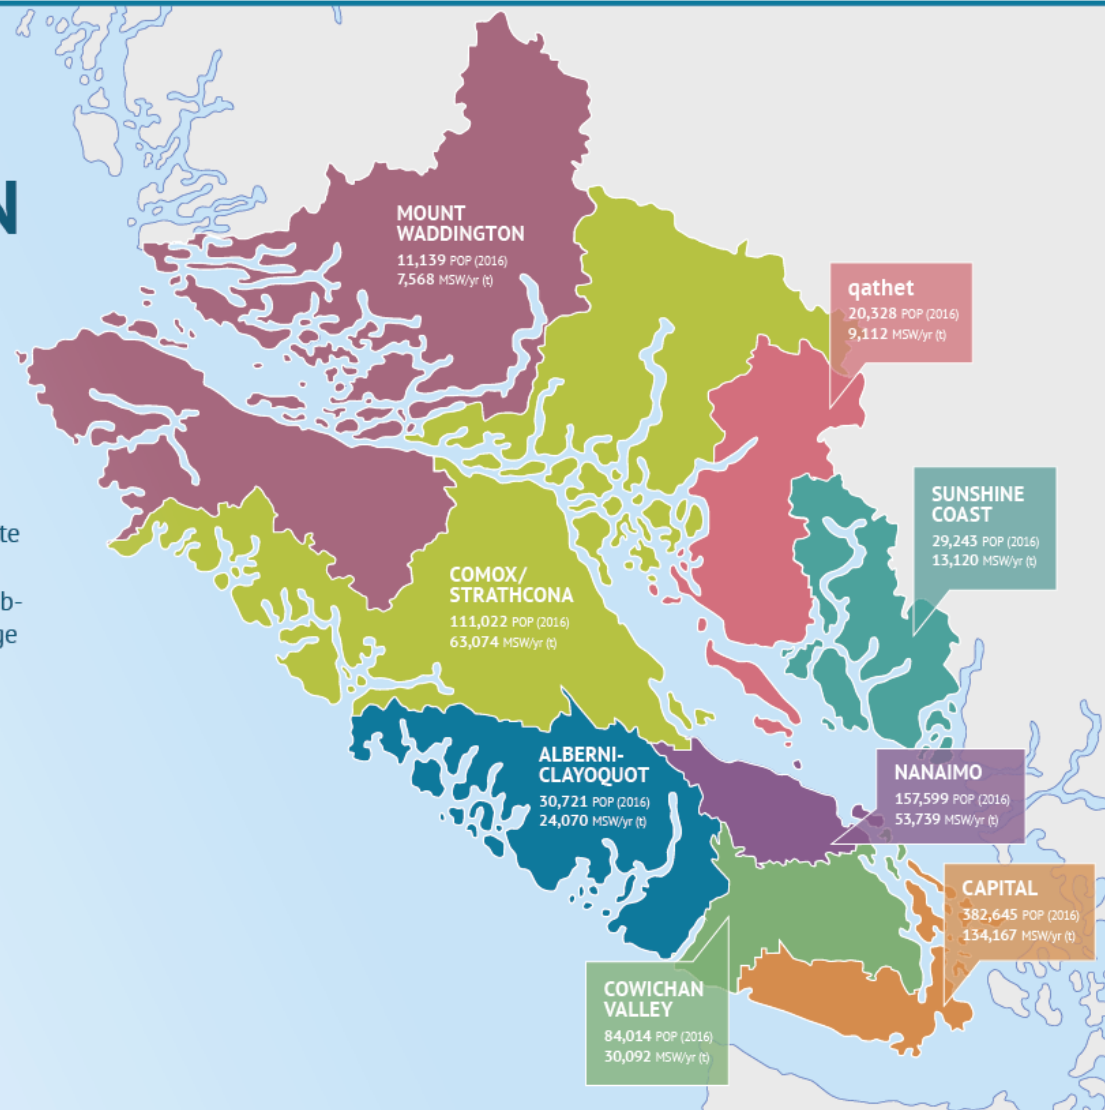 N
te
b-
ge
MOUNT
WADDINGTON
11,139 POP (2016)
7,568 MSW/yr (t)
qathet
20,328 POP (2016)
9,112 MSW/yr (t)
SUNSHINE
COAST
29,243 POP (2016)
13,120 MSW/yr (t)
COMOX/
STRATHCONA
111,022 POP (2016)
63,074 MSW/yr (t)
ALBERNI-
CLAYOQUOT
30,721 POP (2016)
24,070 MSW/yr (t)
NANAIMO
157,599 POP (2016)
53,739 MSW/yr (t)
CAPITAL
382,645 POP (2016)
134,167 MSW/yr (t)
COWICHAN
VALLEY
84,014 POP (2016)
30,092 MSW/yr (t)